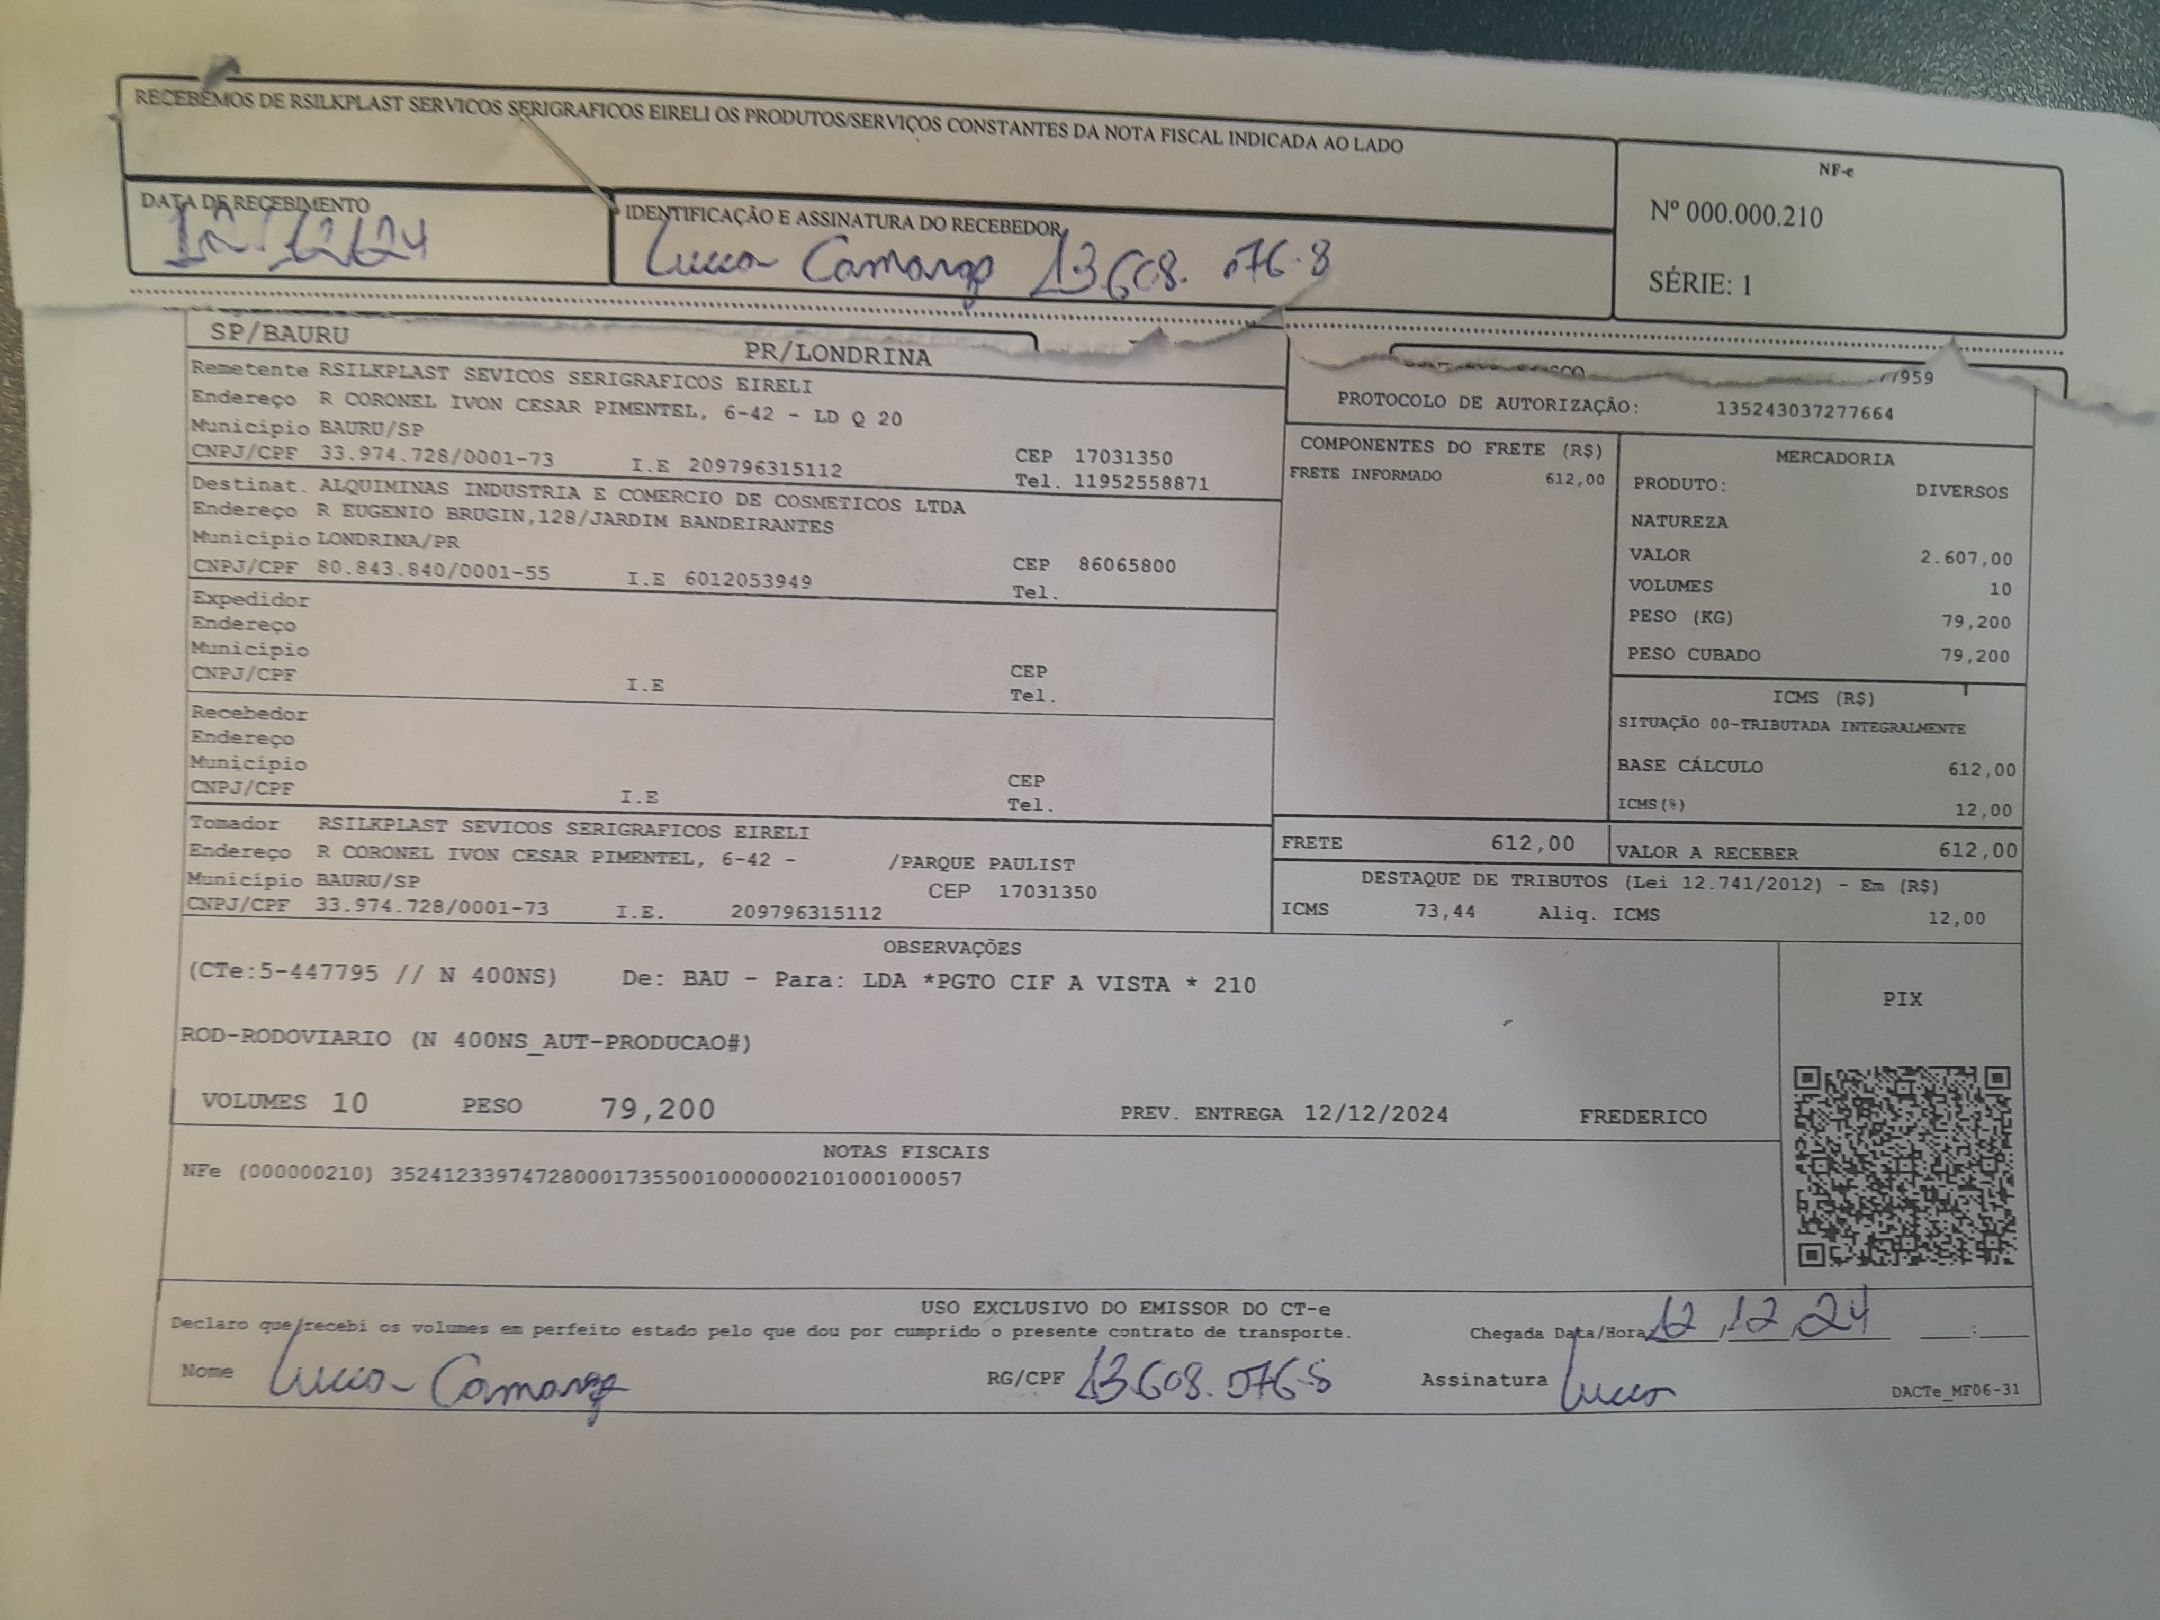 RECEBEMOS DE RSILKPLAST SERVICOS SERIGRAFICOS EIRELI OS PRODUTOS/SERVIÇOS CONSTANTES DA NOTA FISCAL INDICADA AO LADO
NF-e
Nº 000.000.210
SÉRIE: 1
DATA DE RECEBIMENTO
12/12/24
IDENTIFICAÇÃO E ASSINATURA DO RECEBEDOR
Lucca Camargo 13.608.076-8
SP/BAURU PR/LONDRINA
Remetente RSILKPLAST SEVICOS SERIGRAFICOS EIRELI
Endereço R CORONEL IVON CESAR PIMENTEL, 6-42 - LD Q 20
Município BAURU/SP CEP 17031350
CNPJ/CPF 33.974.728/0001-73 I.E 209796315112 Tel. 11952558871
Destinat. ALQUIMINAS INDUSTRIA E COMERCIO DE COSMETICOS LTDA
Endereço R EUGENIO BRUGIN,128/JARDIM BANDEIRANTES
Município LONDRINA/PR CEP 86065800
CNPJ/CPF 80.843.840/0001-55 I.E 6012053949 Tel.
Expedidor
Endereço
Município CEP
CNPJ/CPF I.E Tel.
Recebedor
Endereço
Município CEP
CNPJ/CPF I.E Tel.
Tomador RSILKPLAST SEVICOS SERIGRAFICOS EIRELI
Endereço R CORONEL IVON CESAR PIMENTEL, 6-42 - /PARQUE PAULIST
Município BAURU/SP CEP 17031350
CNPJ/CPF 33.974.728/0001-73 I.E. 209796315112
/959
PROTOCOLO DE AUTORIZAÇÃO: 135243037277664
COMPONENTES DO FRETE (R$)
FRETE INFORMADO 612,00
MERCADORIA
PRODUTO: DIVERSOS
NATUREZA
VALOR 2.607,00
VOLUMES 10
PESO (KG) 79,200
PESO CUBADO 79,200
ICMS (R$)
SITUAÇÃO 00-TRIBUTADA INTEGRALMENTE
BASE CÁLCULO 612,00
ICMS(%) 12,00
FRETE 612,00 VALOR A RECEBER 612,00
DESTAQUE DE TRIBUTOS (Lei 12.741/2012) - Em (R$)
ICMS 73,44 Aliq. ICMS 12,00
OBSERVAÇÕES
(CTe:5-447795 // N 400NS) De: BAU - Para: LDA *PGTO CIF A VISTA * 210
PIX
ROD-RODOVIARIO (N 400NS_AUT-PRODUCAO#)
VOLUMES 10 PESO 79,200 PREV. ENTREGA 12/12/2024 FREDERICO
NOTAS FISCAIS
NFe (000000210) 35241233974728000173550010000002101000100057
USO EXCLUSIVO DO EMISSOR DO CT-e
Declaro que recebi os volumes em perfeito estado pelo que dou por cumprido o presente contrato de transporte. Chegada Data/Hora 12/12/24 __:__
Nome Lucca Camargo RG/CPF 13.608.076-8 Assinatura Lucca DACTe_MF06-31